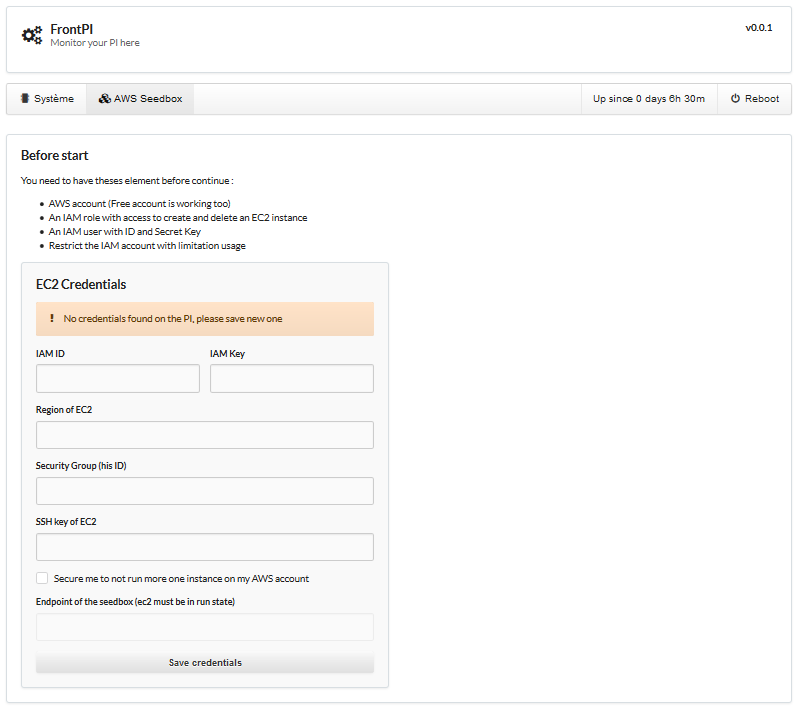 FrontPI
Monitor your PI here
v0.0.1
Système
AWS Seedbox
Up since 0 days 6h 30m
Reboot
Before start
You need to have theses element before continue :
AWS account (Free account is working too)
An IAM role with access to create and delete an EC2 instance
An IAM user with ID and Secret Key
Restrict the IAM account with limitation usage
EC2 Credentials
No credentials found on the PI, please save new one
IAM ID
IAM Key
Region of EC2
Security Group (his ID)
SSH key of EC2
Secure me to not run more one instance on my AWS account
Endpoint of the seedbox (ec2 must be in run state)
Save credentials